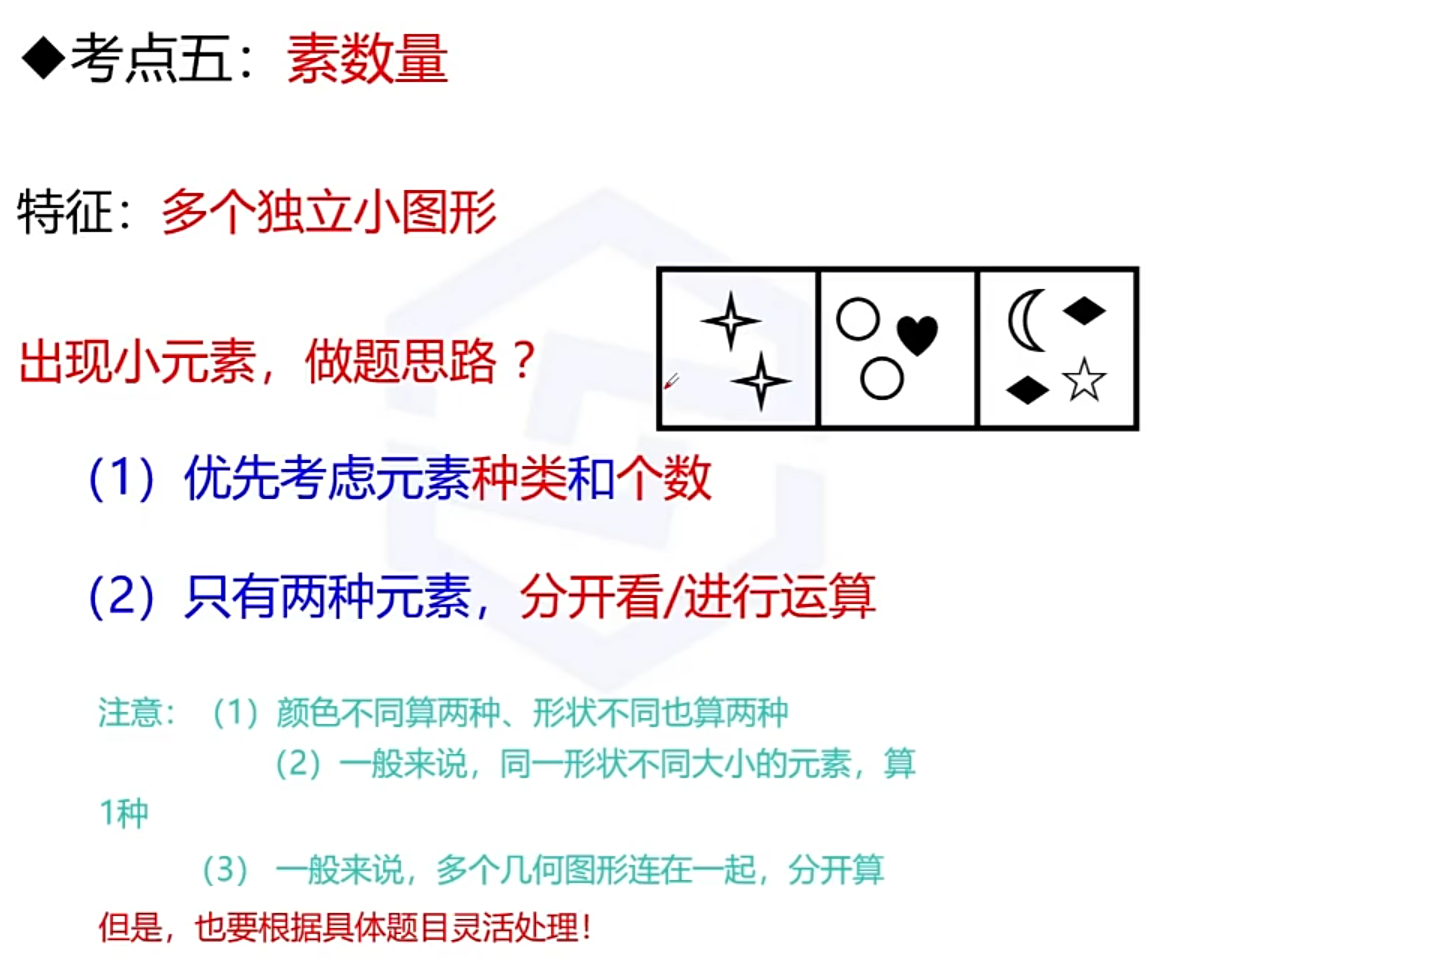 ◆考点五：素数量
特征：多个独立小图形
出现小元素，做题思路？
（1）优先考虑元素种类和个数
（2）只有两种元素，分开看/进行运算
注意：（1）颜色不同算两种、形状不同也算两种
（2）一般来说，同一形状不同大小的元素，算
1种
（3） 一般来说，多个几何图形连在一起，分开算
但是，也要根据具体题目灵活处理！